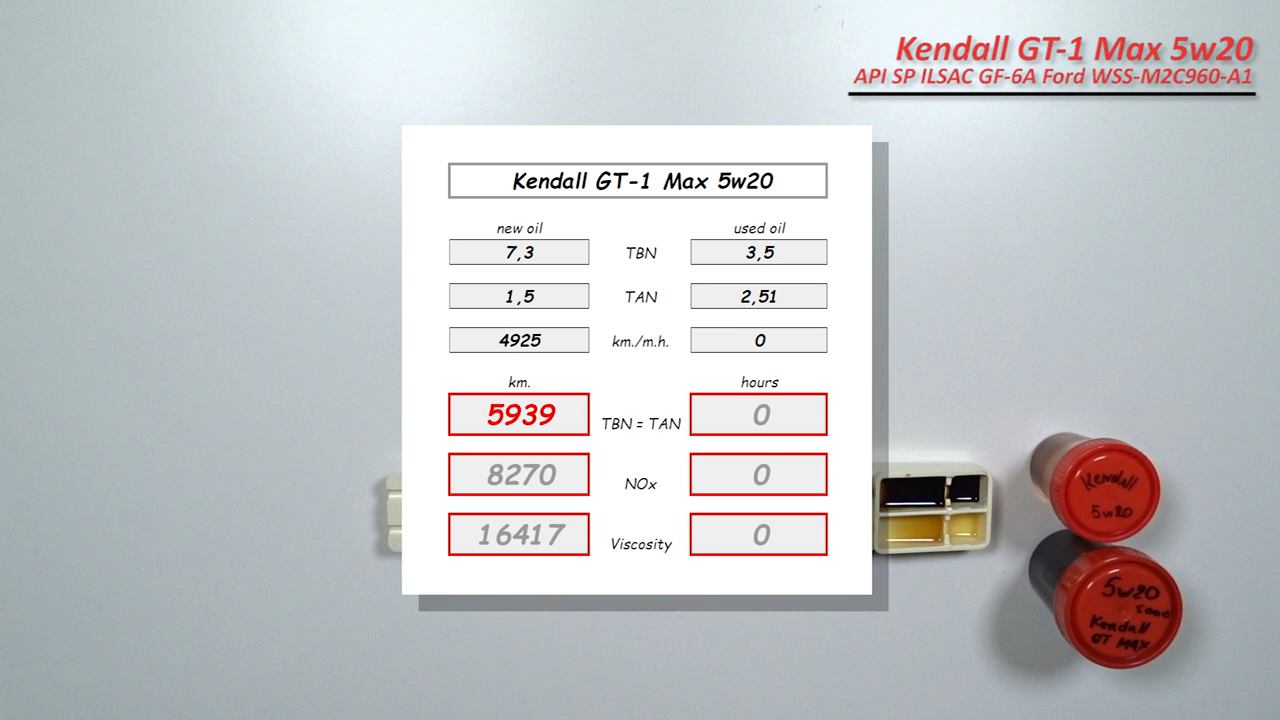 Kendall GT-1 Max 5w20
API SP ILSAC GF-6A Ford WSS-M2C960-A1
Kendall GT-1 Max 5w20
new oil used oil
7,3 TBN 3,5
1,5 TAN 2,51
4925 km./m.h. 0
km. hours
5939 TBN = TAN 0
8270 NOx 0
16417 Viscosity 0
Kendall
5w20
5w20
5000
Kendall
GT Max